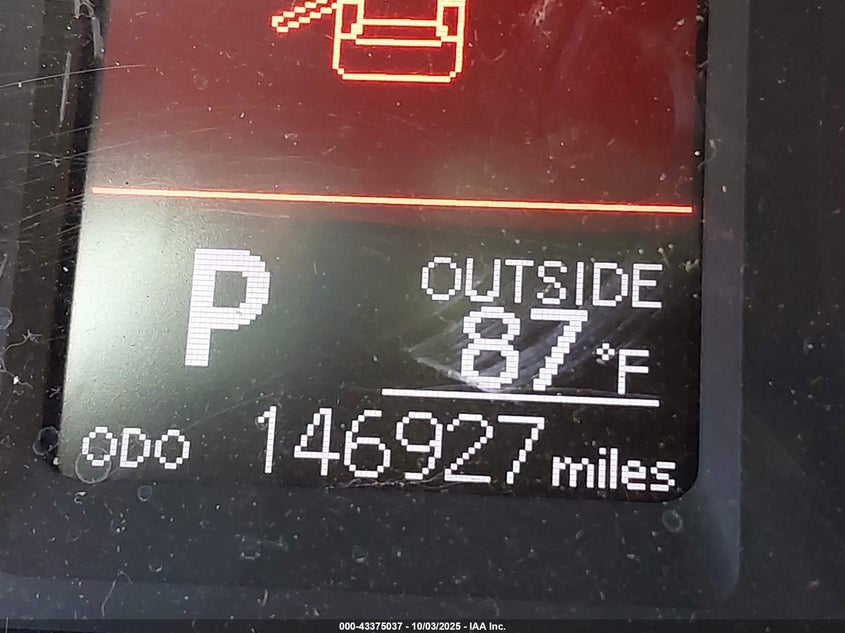 P
OUTSIDE
87°F
ODO 146927 miles
000-43375037 - 10/03/2025 - IAA Inc.